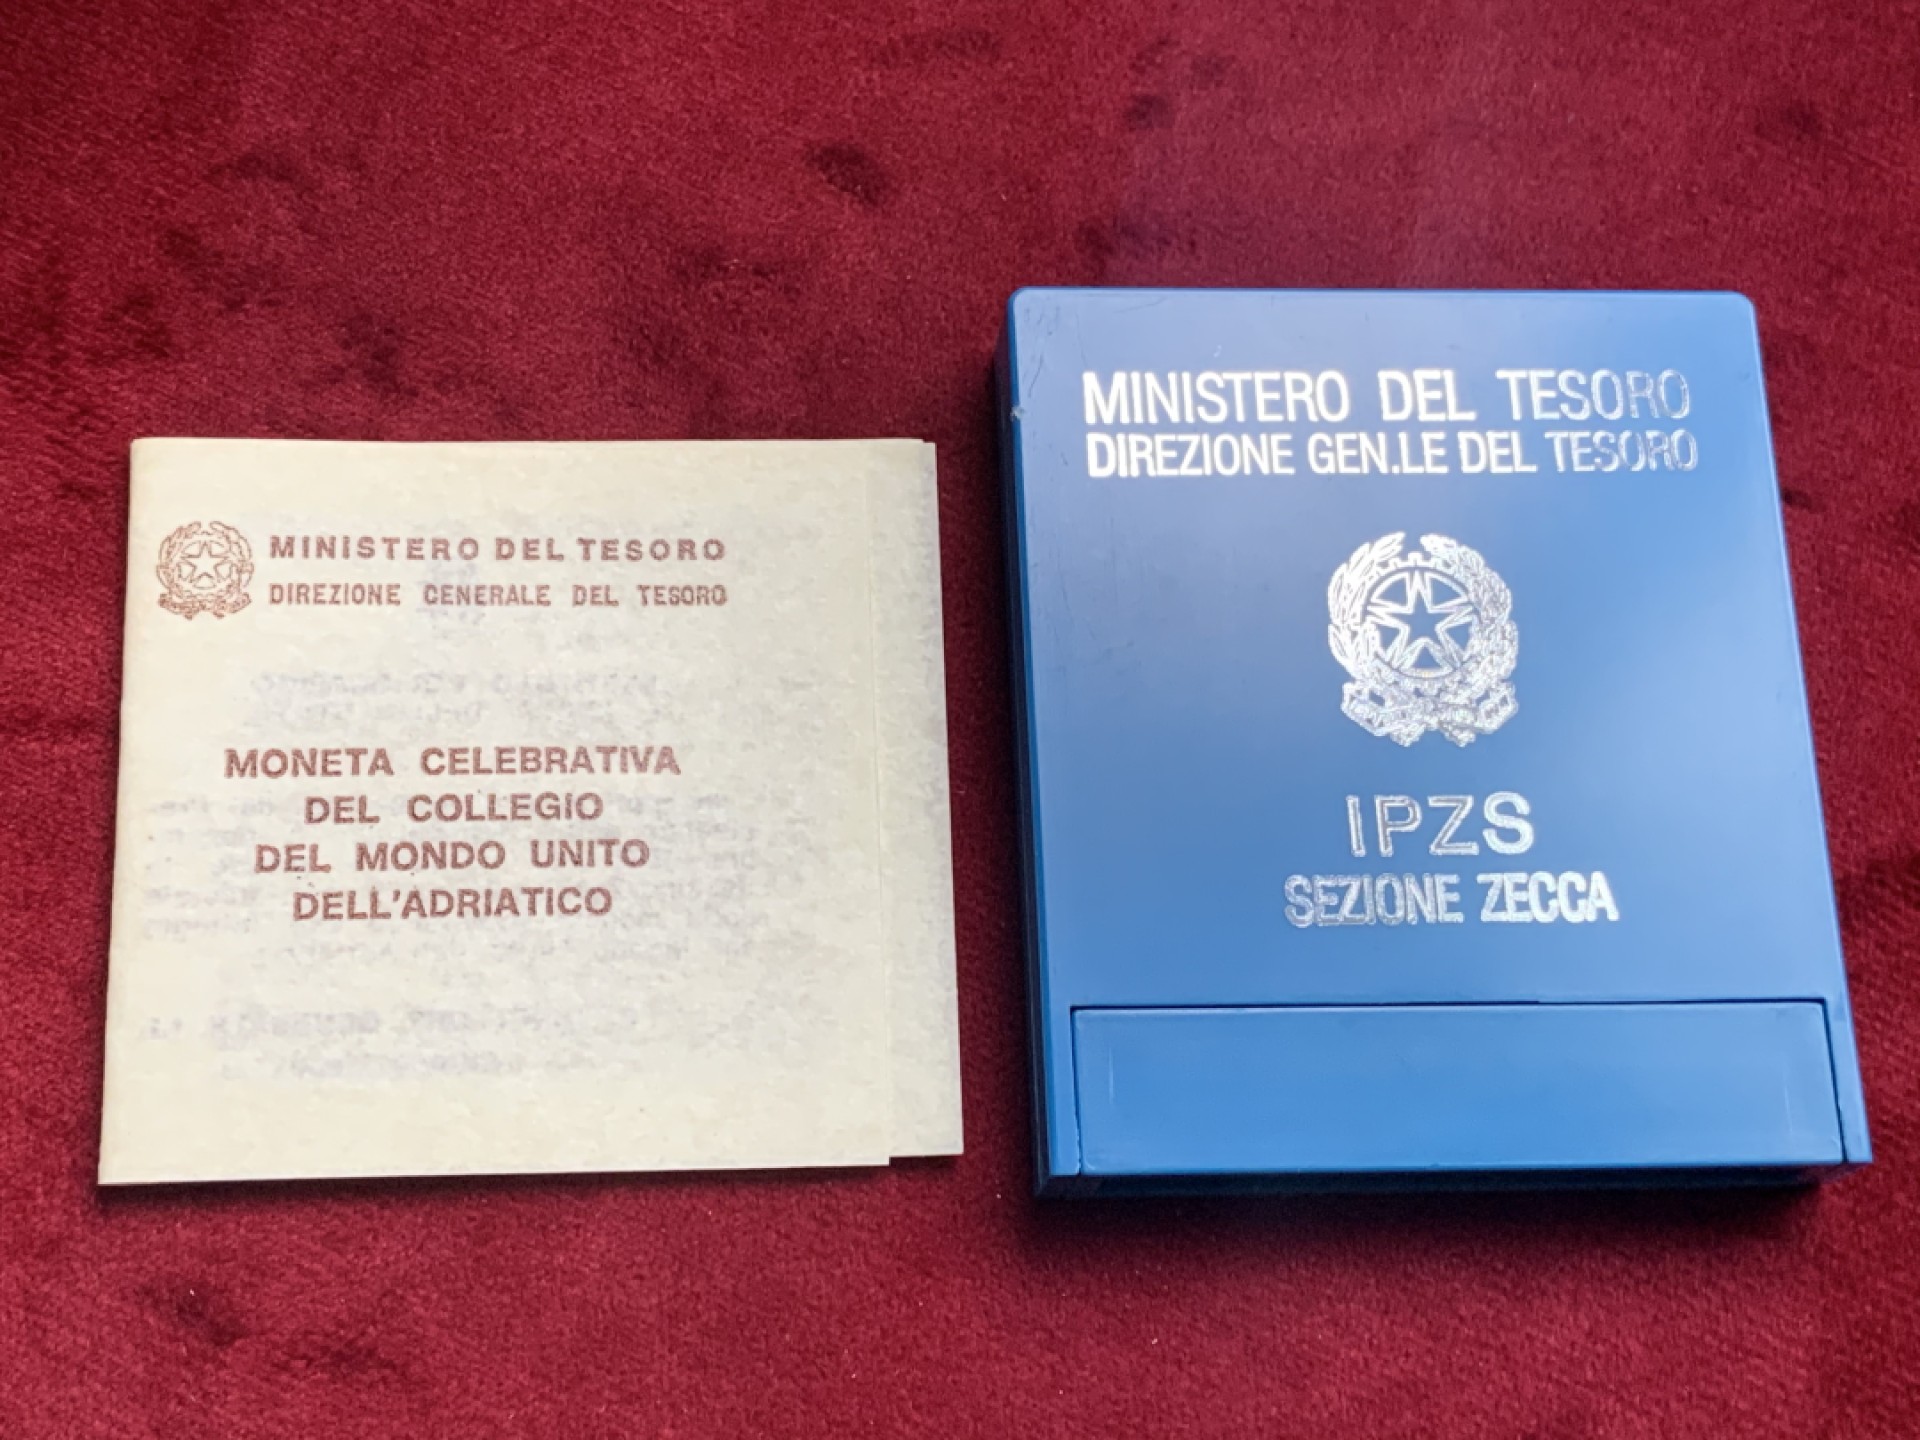 MINISTERO DEL TESORO
DIREZIONE GENERALE DEL TESORO
MONETA CELEBRATIVA
DEL COLLEGIO
DEL MONDO UNITO
DELL'ADRIATICO
MINISTERO DEL TESORO
DIREZIONE GEN.LE DEL TESORO
IPZS
SEZIONE ZECCA